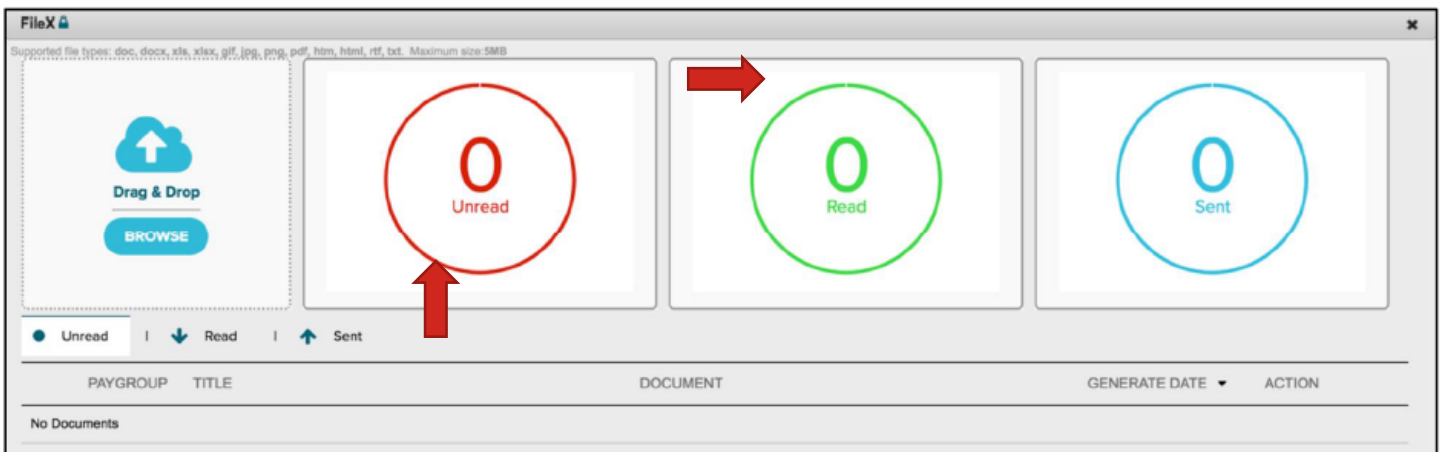 FileX
Supported file types: doc, docx, xls, xlsx, gif, jpg, png, pdf, htm, html, rtf, txt. Maximum size:5MB
Drag & Drop
BROWSE
0
Unread
0
Read
0
Sent
Unread | Read | Sent
PAYGROUP TITLE DOCUMENT GENERATE DATE ACTION
No Documents